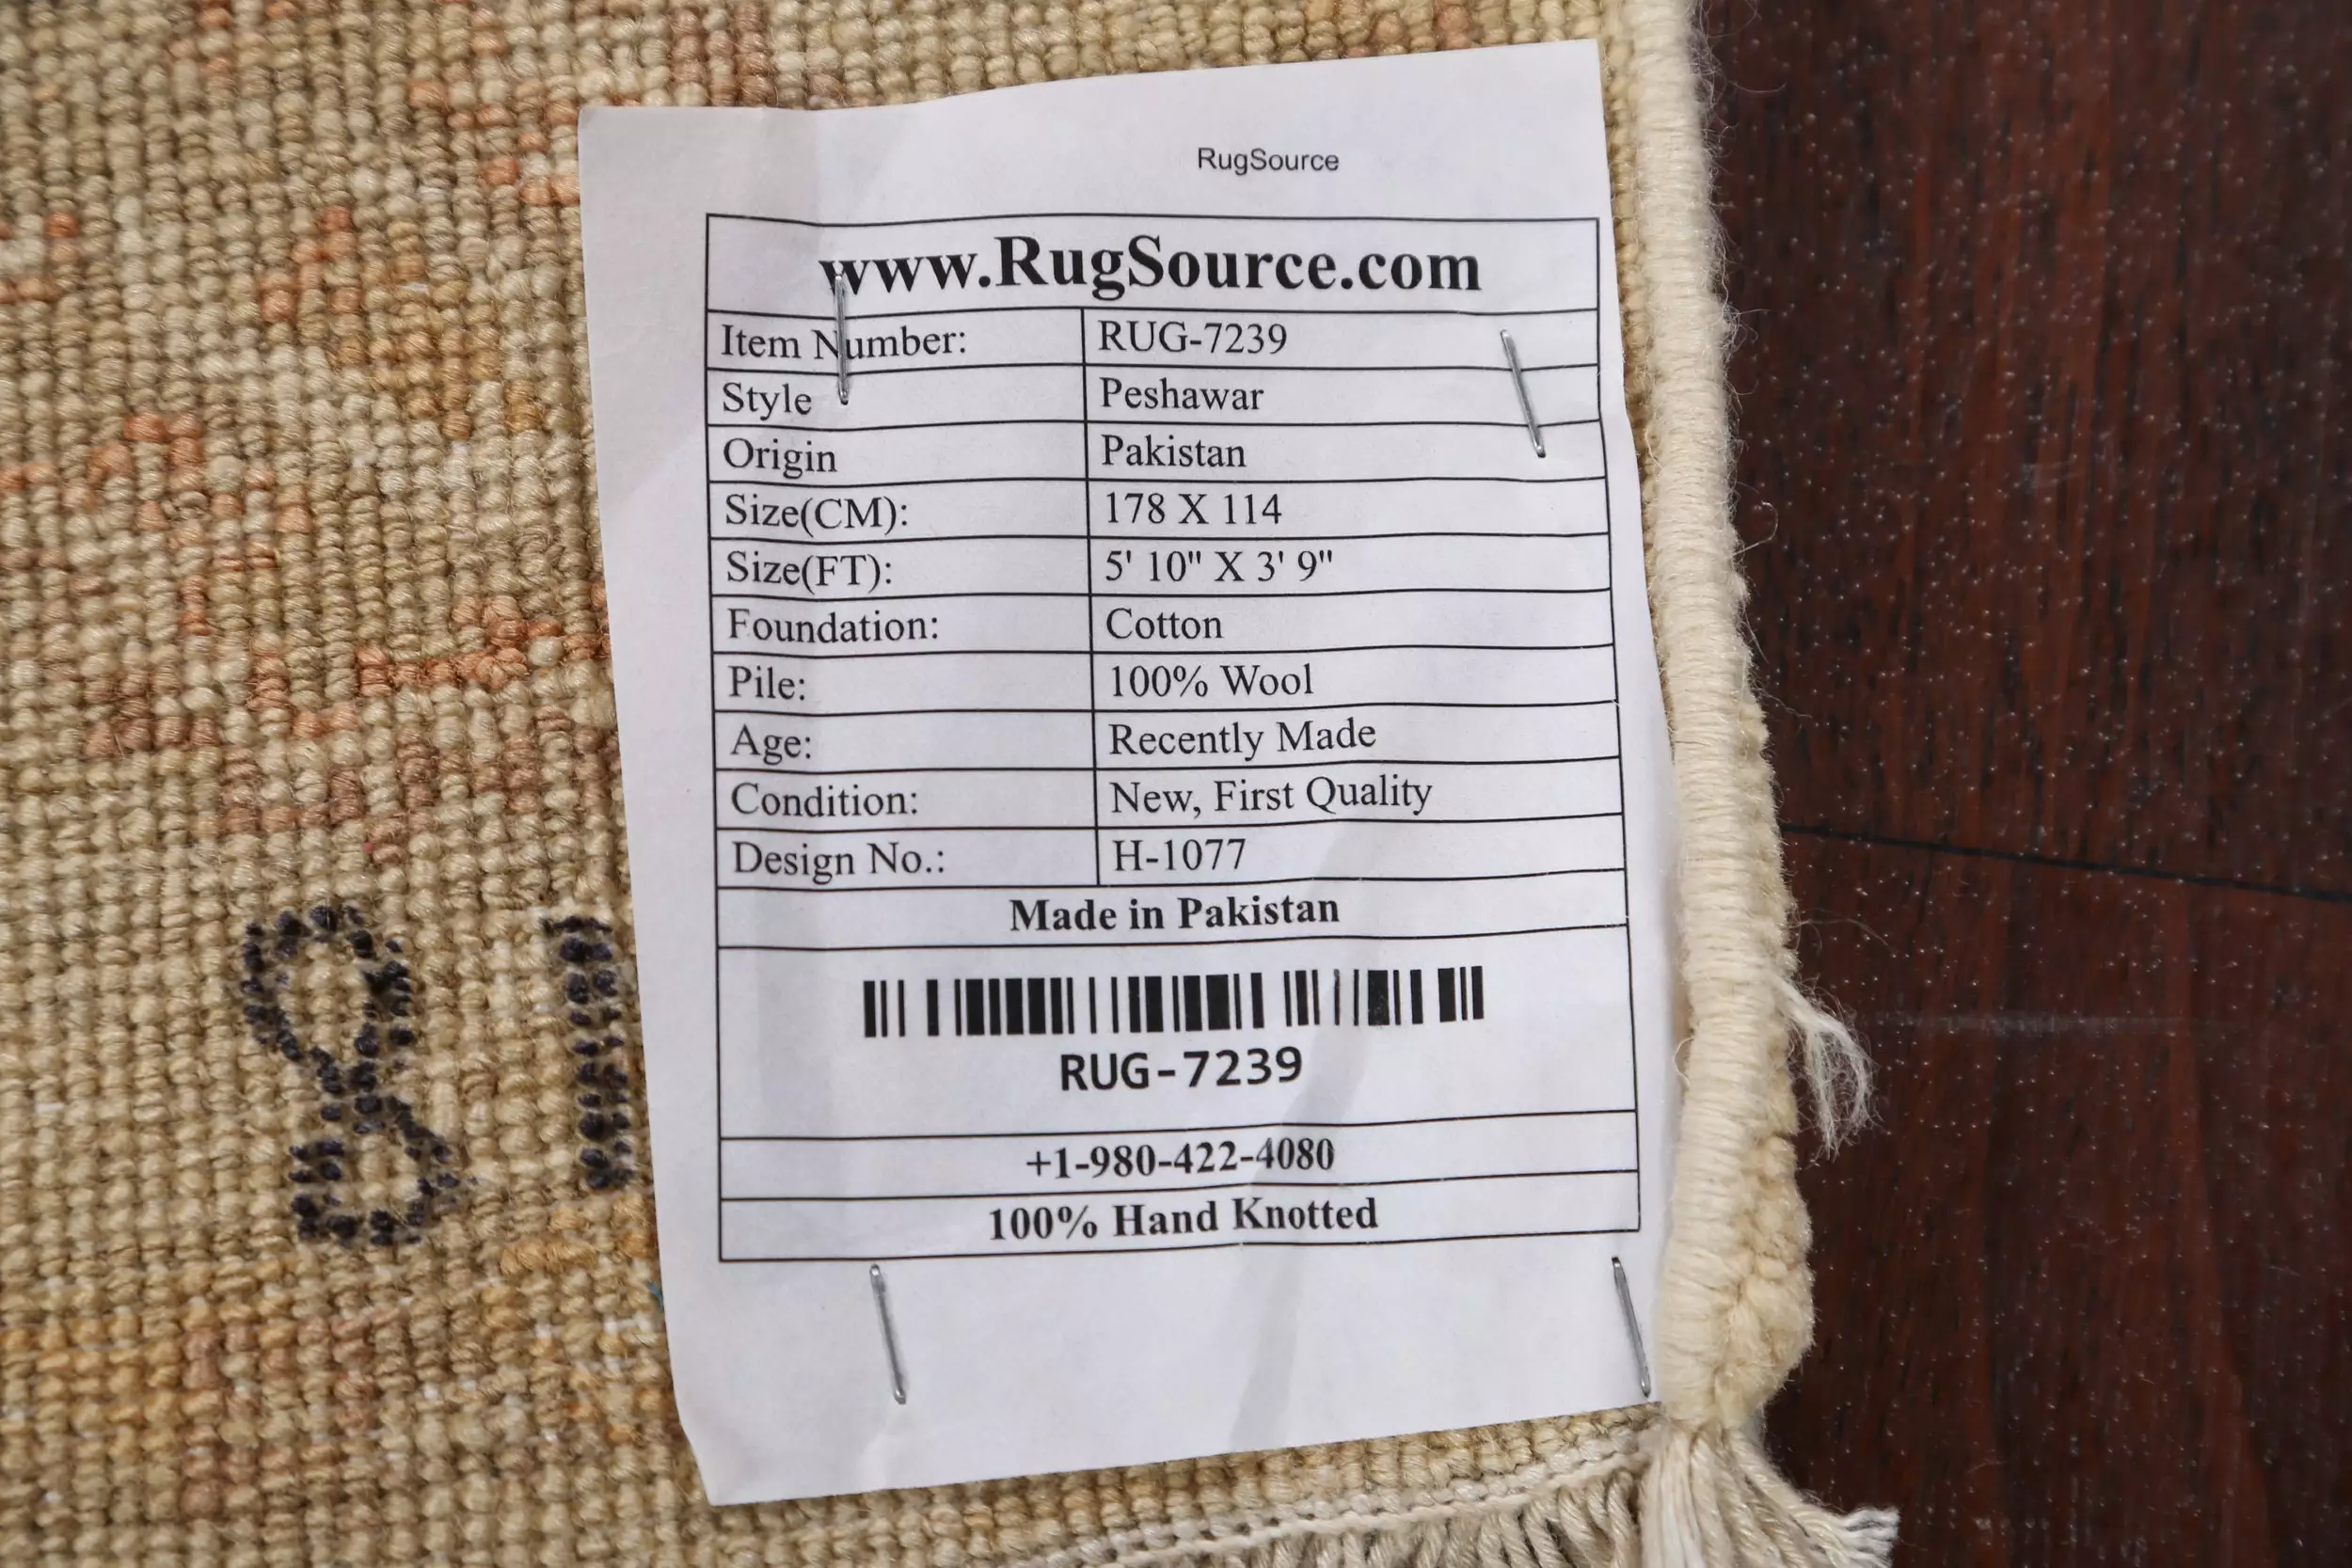 RugSource
www.RugSource.com
Item Number: RUG-7239
Style Peshawar
Origin Pakistan
Size(CM): 178 X 114
Size(FT): 5' 10" X 3' 9"
Foundation: Cotton
Pile: 100% Wool
Age: Recently Made
Condition: New, First Quality
Design No.: H-1077
Made in Pakistan
RUG-7239
+1-980-422-4080
100% Hand Knotted